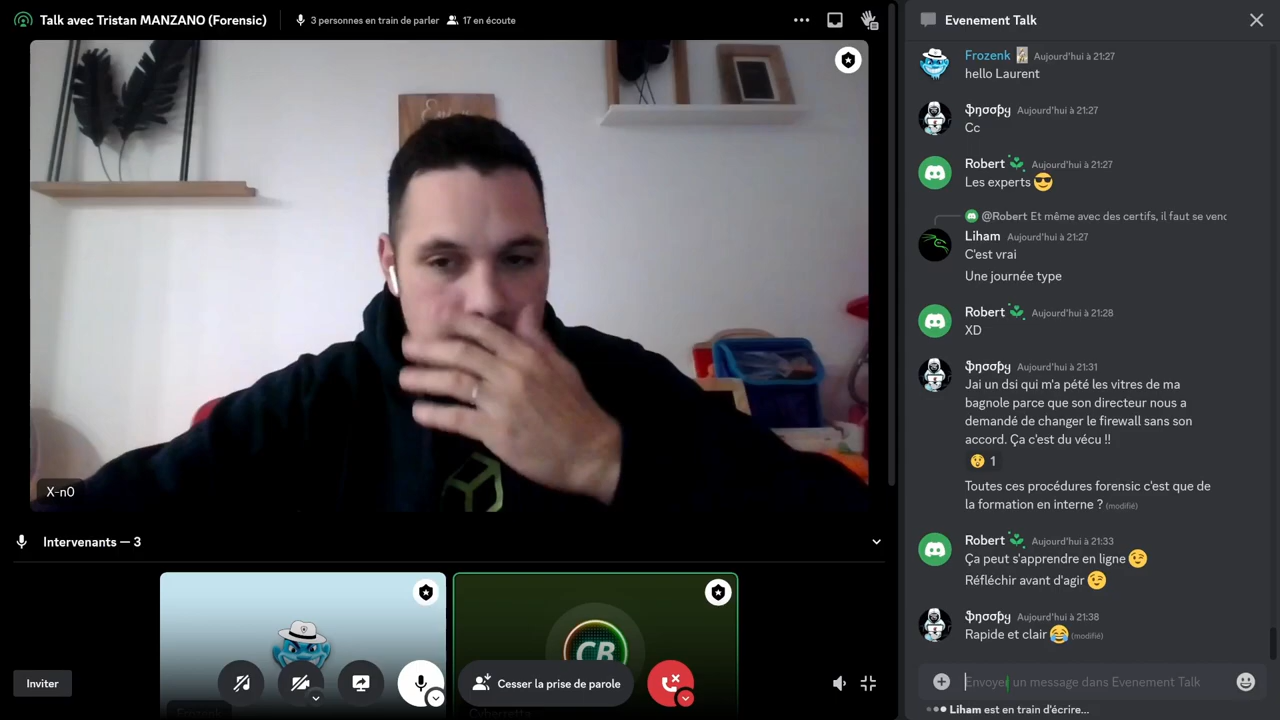 Talk avec Tristan MANZANO (Forensic)
3 personnes en train de parler
17 en écoute
X-n0
Intervenants — 3
CB
Inviter
Cesser la prise de parole
Evenement Talk
Frozenk Aujourd'hui à 21:27
hello Laurent
Aujourd'hui à 21:27
Cc
Robert Aujourd'hui à 21:27
Les experts
@Robert Et même avec des certifs, il faut se venc
Liham Aujourd'hui à 21:27
C'est vrai
Une journée type
Robert Aujourd'hui à 21:28
XD
Aujourd'hui à 21:31
Jai un dsi qui m'a pété les vitres de ma
bagnole parce que son directeur nous a
demandé de changer le firewall sans son
accord. Ça c'est du vécu !!
1
Toutes ces procédures forensic c'est que de
la formation en interne ? (modifié)
Robert Aujourd'hui à 21:33
Ça peut s'apprendre en ligne
Réfléchir avant d'agir
Aujourd'hui à 21:38
Rapide et clair (modifié)
Envoyer un message dans Evenement Talk
Liham est en train d'écrire...